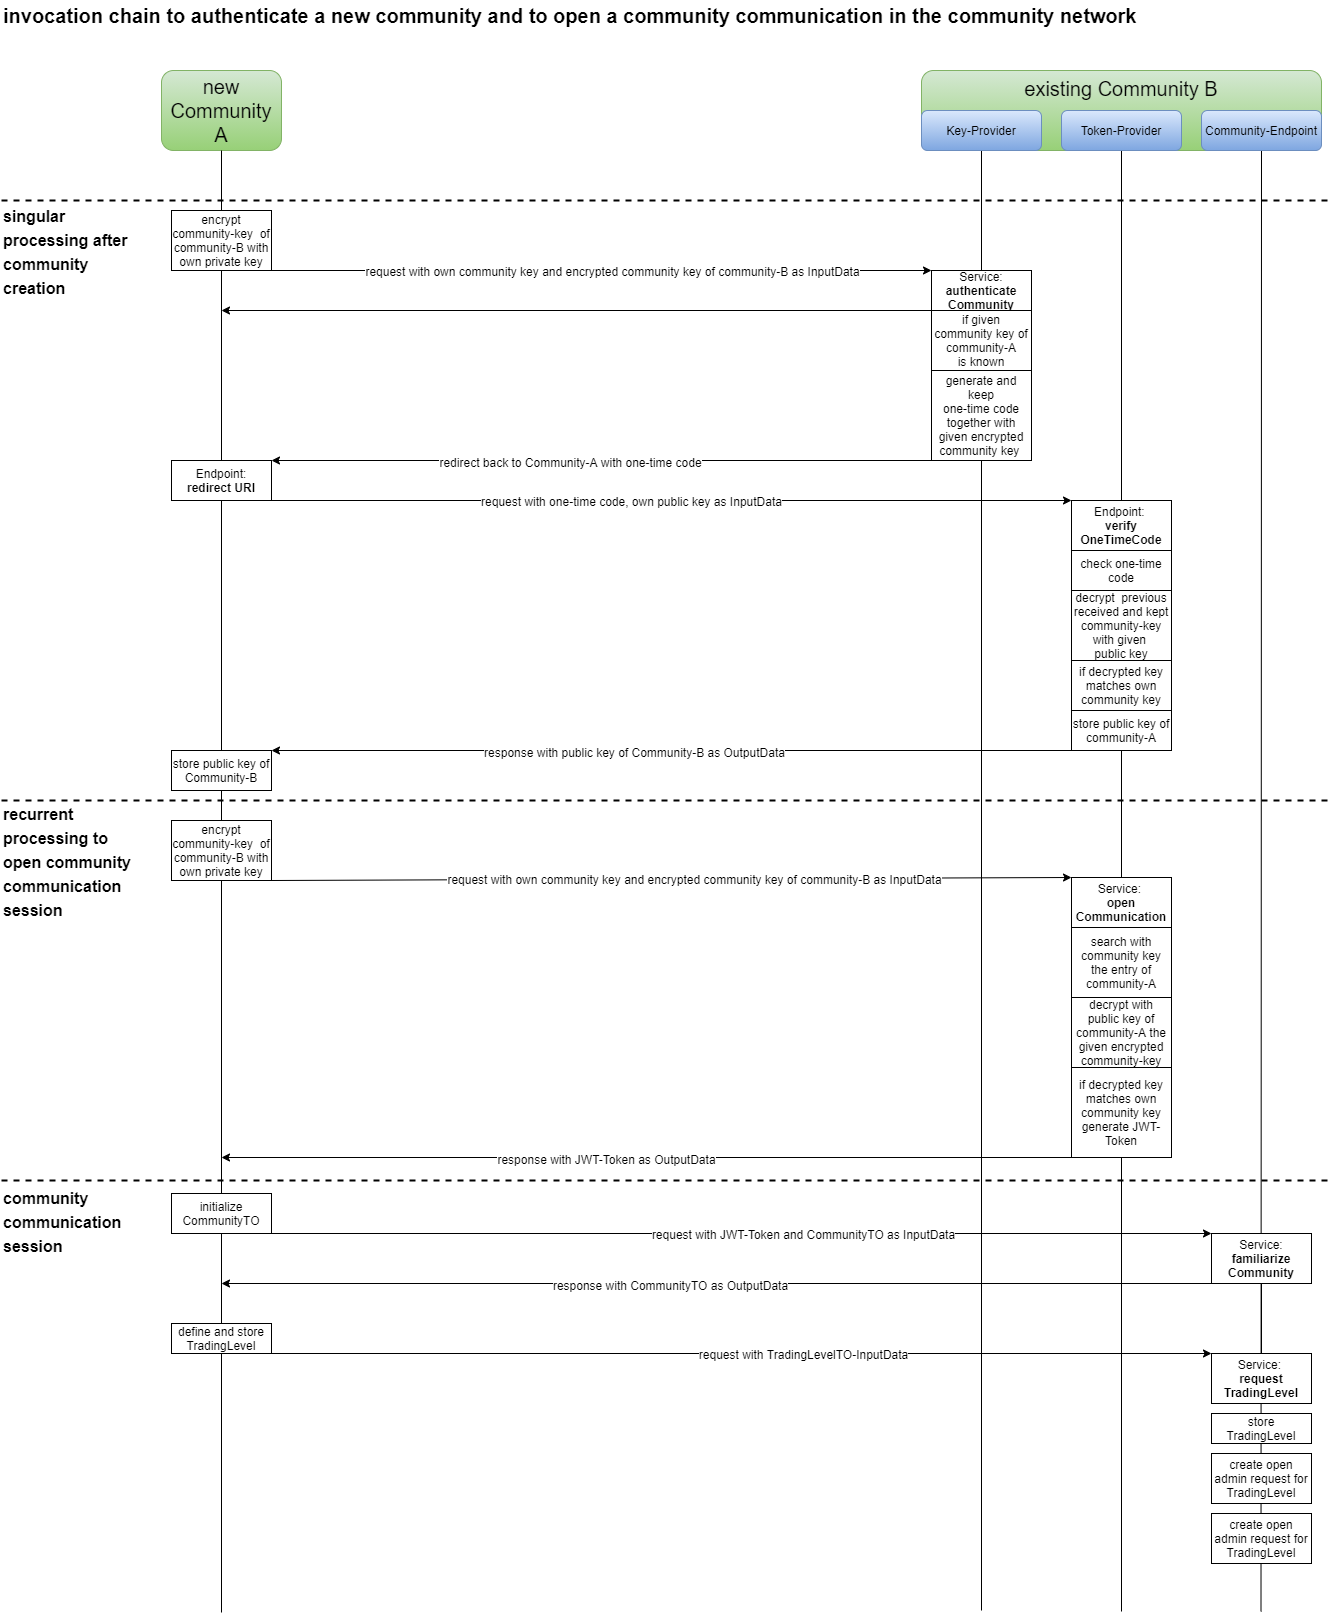 invocation chain to authenticate a new community and to open a community communication in the community network
new
Community
A
existing Community B
Key-Provider
Token-Provider
Community-Endpoint
singular
processing after
community
creation
encrypt
community-key of
community-B with
own private key
request with own community key and encrypted community key of community-B as InputData
Service:
authenticate
Community
if given
community key of
community-A
is known
generate and
keep
one-time code
together with
given encrypted
community key
redirect back to Community-A with one-time code
Endpoint:
redirect URI
request with one-time code, own public key as InputData
Endpoint:
verify
OneTimeCode
check one-time
code
decrypt previous
received and kept
community-key
with given
public key
if decrypted key
matches own
community key
store public key of
community-A
response with public key of Community-B as OutputData
store public key of
Community-B
recurrent
processing to
open community
communication
session
encrypt
community-key of
community-B with
own private key
request with own community key and encrypted community key of community-B as InputData
Service:
open
Communication
search with
community key
the entry of
community-A
decrypt with
public key of
community-A the
given encrypted
community-key
if decrypted key
matches own
community key
generate JWT-
Token
response with JWT-Token as OutputData
community
communication
session
initialize
CommunityTO
request with JWT-Token and CommunityTO as InputData
Service:
familiarize
Community
response with CommunityTO as OutputData
define and store
TradingLevel
request with TradingLevelTO-InputData
Service:
request
TradingLevel
store
TradingLevel
create open
admin request for
TradingLevel
create open
admin request for
TradingLevel